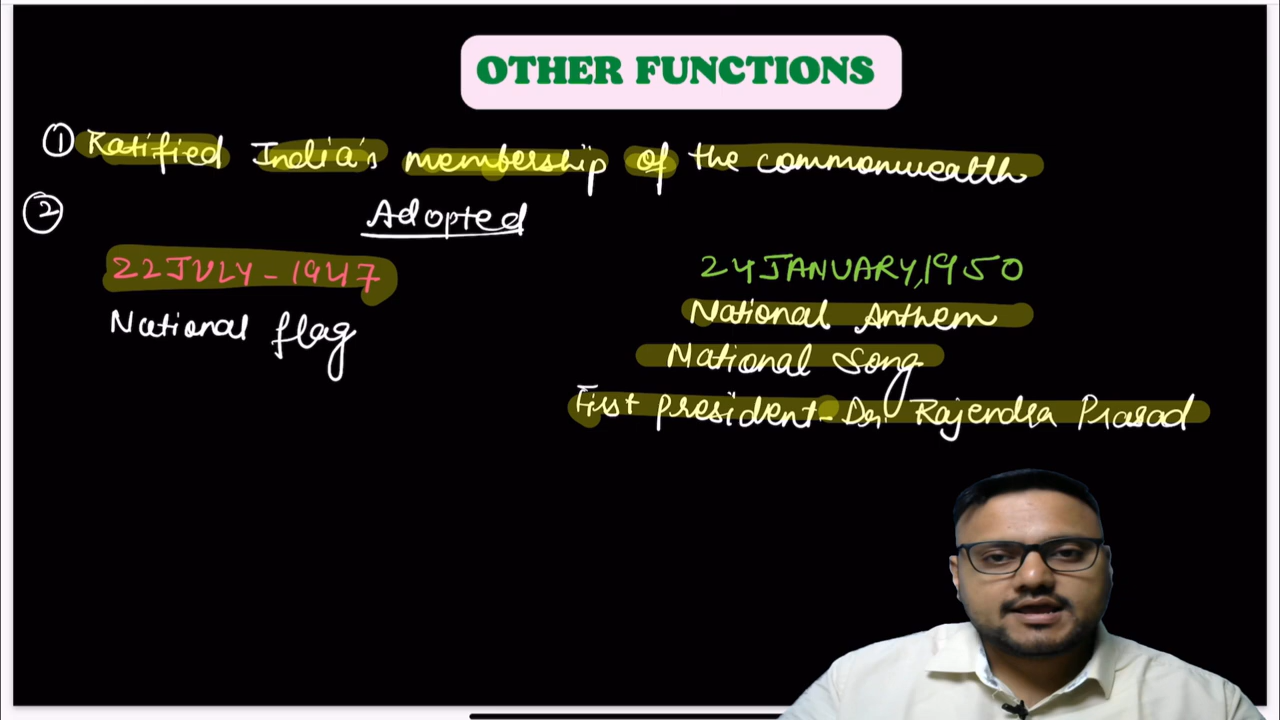 OTHER FUNCTIONS
① Ratified India's membership of the commonwealth
②
Adopted
22 JULY - 1947
National flag
24 JANUARY, 1950
National Anthem
National Song
First president - Dr. Rajendra Prasad